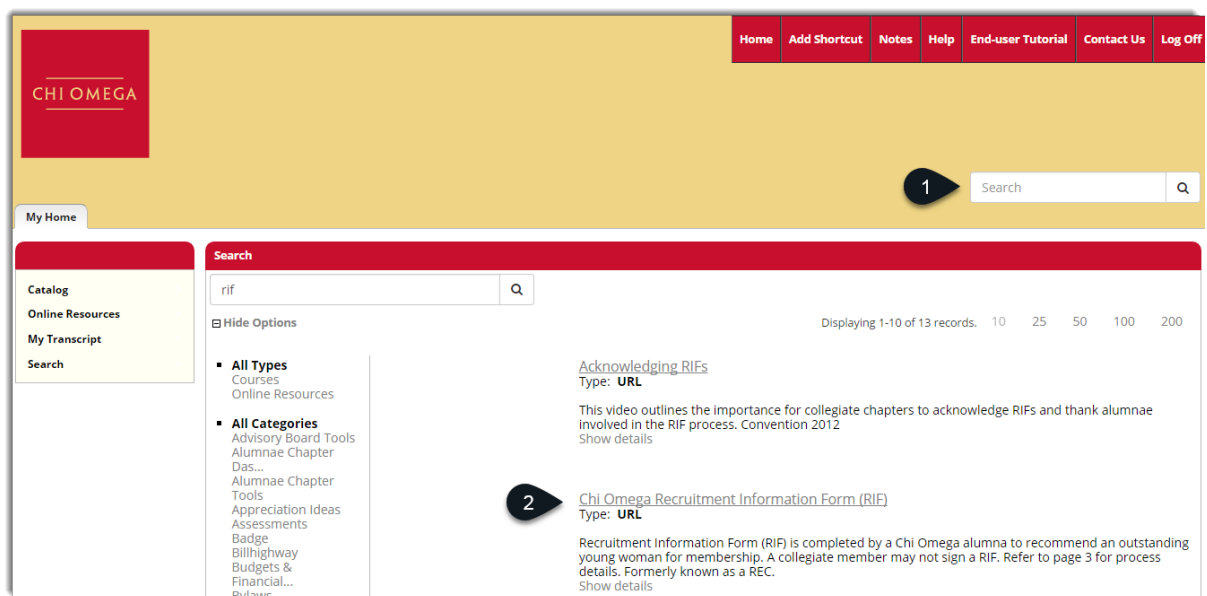 Home Add Shortcut Notes Help End-user Tutorial Contact Us Log Off
CHI OMEGA
1
Search
My Home
Search
Catalog
Online Resources
My Transcript
Search
rif
Hide Options
Displaying 1-10 of 13 records. 10 25 50 100 200
All Types
Courses
Online Resources
All Categories
Advisory Board Tools
Alumnae Chapter
Das...
Alumnae Chapter
Tools
Appreciation Ideas
Assessments
Badge
Billhighway
Budgets &
Financial...
Bylaws
Acknowledging RIFs
Type: URL
This video outlines the importance for collegiate chapters to acknowledge RIFs and thank alumnae
involved in the RIF process. Convention 2012
Show details
2
Chi Omega Recruitment Information Form (RIF)
Type: URL
Recruitment Information Form (RIF) is completed by a Chi Omega alumna to recommend an outstanding
young woman for membership. A collegiate member may not sign a RIF. Refer to page 3 for process
details. Formerly known as a REC.
Show details